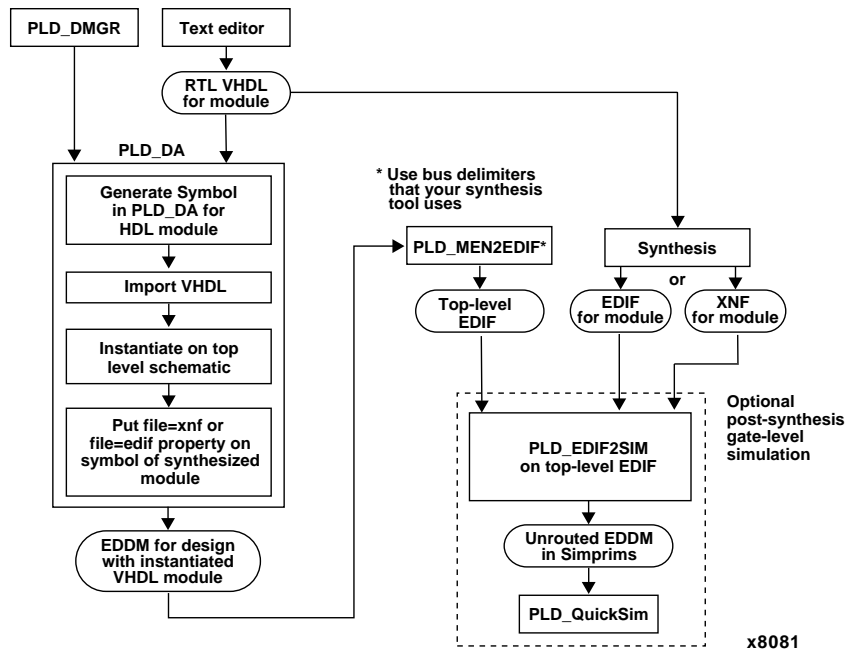 PLD_DMGR
Text editor
RTL VHDL
for module
PLD_DA
Generate Symbol
in PLD_DA for
HDL module
Import VHDL
Instantiate on top
level schematic
Put file=xnf or
file=edif property on
symbol of synthesized
module
EDDM for design
with instantiated
VHDL module
* Use bus delimiters
that your synthesis
tool uses
PLD_MEN2EDIF*
Top-level
EDIF
Synthesis
or
EDIF
for module
XNF
for module
Optional
post-synthesis
gate-level
simulation
PLD_EDIF2SIM
on top-level EDIF
Unrouted EDDM
in Simprims
PLD_QuickSim
x8081